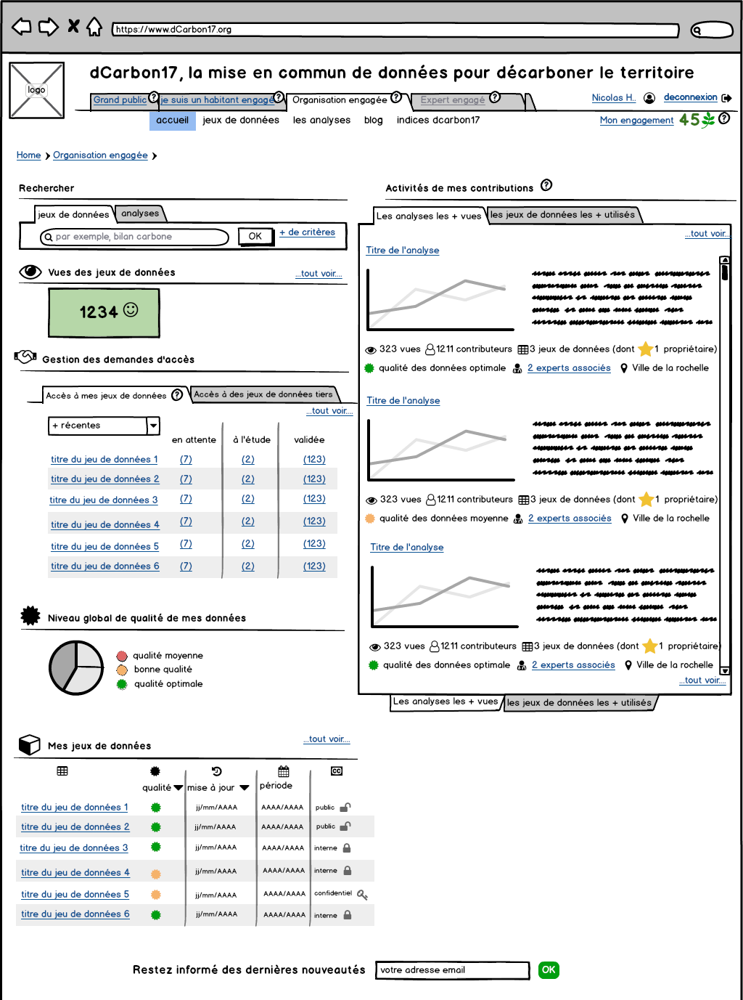 https://www.dCarbon17.org
logo
dCarbon17, la mise en commun de données pour décarboner le territoire
Grand public ? je suis un habitant engagé ? Organisation engagée ? Expert engagé ? Nicolas H.. deconnexion
accueil jeux de données les analyses blog indices dcarbon17 Mon engagement 45 ?
Home Organisation engagée
Rechercher
jeux de données analyses
par exemple, bilan carbone OK + de critères
Vues des jeux de données ...tout voir....
1234
Gestion des demandes d'accès
Accès à mes jeux de données ? Accès à des jeux de données tiers
...tout voir....
+ récentes
en attente à l'étude validée
titre du jeu de données 1 (7) (2) (123)
titre du jeu de données 2 (7) (2) (123)
titre du jeu de données 3 (7) (2) (123)
titre du jeu de données 4 (7) (2) (123)
titre du jeu de données 5 (7) (2) (123)
titre du jeu de données 6 (7) (2) (123)
Niveau global de qualité de mes données
qualité moyenne
bonne qualité
qualité optimale
Activités de mes contributions ?
Les analyses les + vues les jeux de données les + utilisés
...tout voir....
Titre de l'analyse
323 vues 1211 contributeurs 3 jeux de données (dont 1 propriétaire)
qualité des données optimale 2 experts associés Ville de la rochelle
Titre de l'analyse
323 vues 1211 contributeurs 3 jeux de données (dont 1 propriétaire)
qualité des données moyenne 2 experts associés Ville de la rochelle
Titre de l'analyse
323 vues 1211 contributeurs 3 jeux de données (dont 1 propriétaire)
qualité des données optimale 2 experts associés Ville de la rochelle
...tout voir....
Les analyses les + vues les jeux de données les + utilisés
Mes jeux de données ...tout voir....
CC
qualité mise à jour période
titre du jeu de données 1 jj/mm/AAAA AAAA/AAAA public
titre du jeu de données 2 jj/mm/AAAA AAAA/AAAA public
titre du jeu de données 3 jj/mm/AAAA AAAA/AAAA interne
titre du jeu de données 4 jj/mm/AAAA AAAA/AAAA interne
titre du jeu de données 5 jj/mm/AAAA AAAA/AAAA confidentiel
titre du jeu de données 6 jj/mm/AAAA AAAA/AAAA interne
Restez informé des dernières nouveautés votre adresse email OK